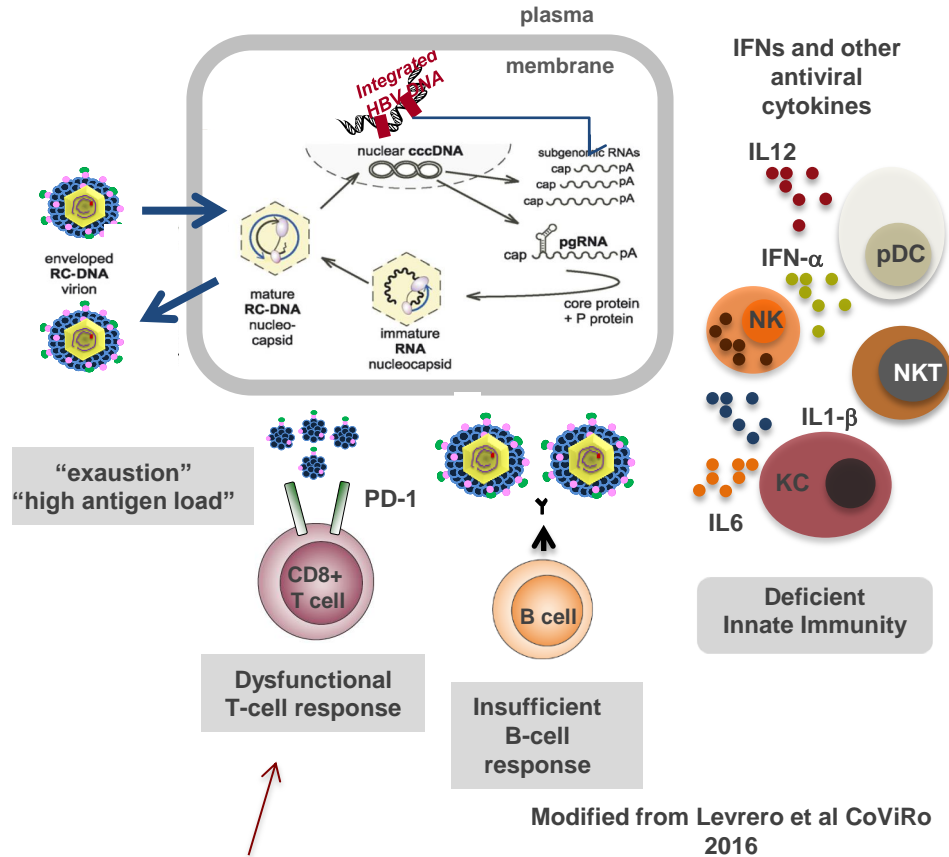 plasma
membrane
Integrated
HBV DNA
nuclear cccDNA
subgenomic RNAs
cap pA
cap pA
cap pA
pgRNA
cap pA
core protein
+ P protein
immature
RNA
nucleocapsid
mature
RC-DNA
nucleo-
capsid
enveloped
RC-DNA
virion
IFNs and other
antiviral
cytokines
IL12
pDC
IFN-α
NK
NKT
IL1-β
KC
IL6
Deficient
Innate Immunity
“exaustion”
“high antigen load”
PD-1
CD8+
T cell
Dysfunctional
T-cell response
Y
B cell
Insufficient
B-cell
response
Modified from Levrero et al CoViRo
2016